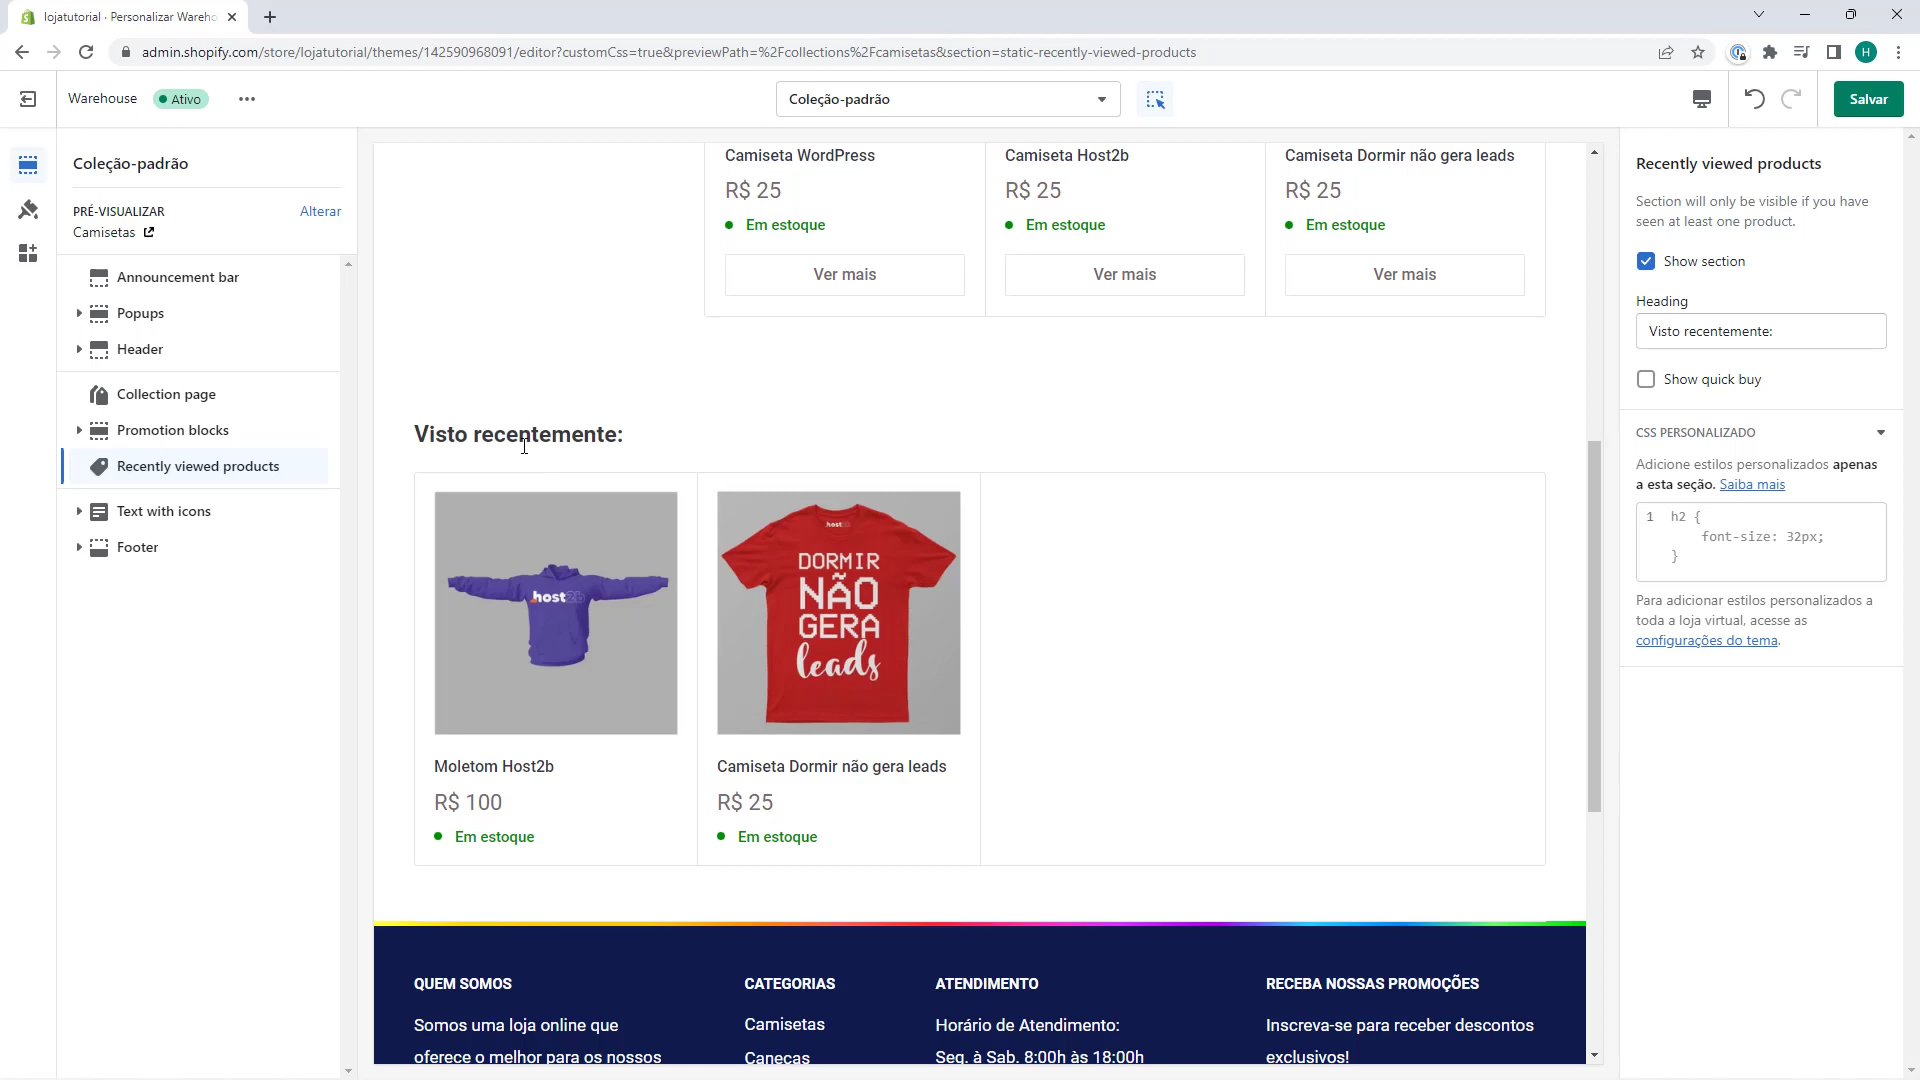 lojatutorial · Personalizar Wareho
admin.shopify.com/store/lojatutorial/themes/142590968091/editor?customCss=true&previewPath=%2Fcollections%2Fcamisetas&section=static-recently-viewed-products
H
Warehouse
Ativo
Coleção-padrão
Salvar
Coleção-padrão
PRÉ-VISUALIZAR
Alterar
Camisetas
Announcement bar
Popups
Header
Collection page
Promotion blocks
Recently viewed products
Text with icons
Footer
Camiseta WordPress
R$ 25
Em estoque
Ver mais
Camiseta Host2b
R$ 25
Em estoque
Ver mais
Camiseta Dormir não gera leads
R$ 25
Em estoque
Ver mais
Visto recentemente:
host2b
host
DORMIR
NÃO
GERA
leads
Moletom Host2b
R$ 100
Em estoque
Camiseta Dormir não gera leads
R$ 25
Em estoque
QUEM SOMOS
Somos uma loja online que
oferece o melhor para os nossos
CATEGORIAS
Camisetas
Canecas
ATENDIMENTO
Horário de Atendimento:
Seg. à Sab. 8:00h às 18:00h
RECEBA NOSSAS PROMOÇÕES
Inscreva-se para receber descontos
exclusivos!
Recently viewed products
Section will only be visible if you have
seen at least one product.
Show section
Heading
Visto recentemente:
Show quick buy
CSS PERSONALIZADO
Adicione estilos personalizados apenas
a esta seção. Saiba mais
1 h2 {
font-size: 32px;
}
Para adicionar estilos personalizados a
toda a loja virtual, acesse as
configurações do tema.